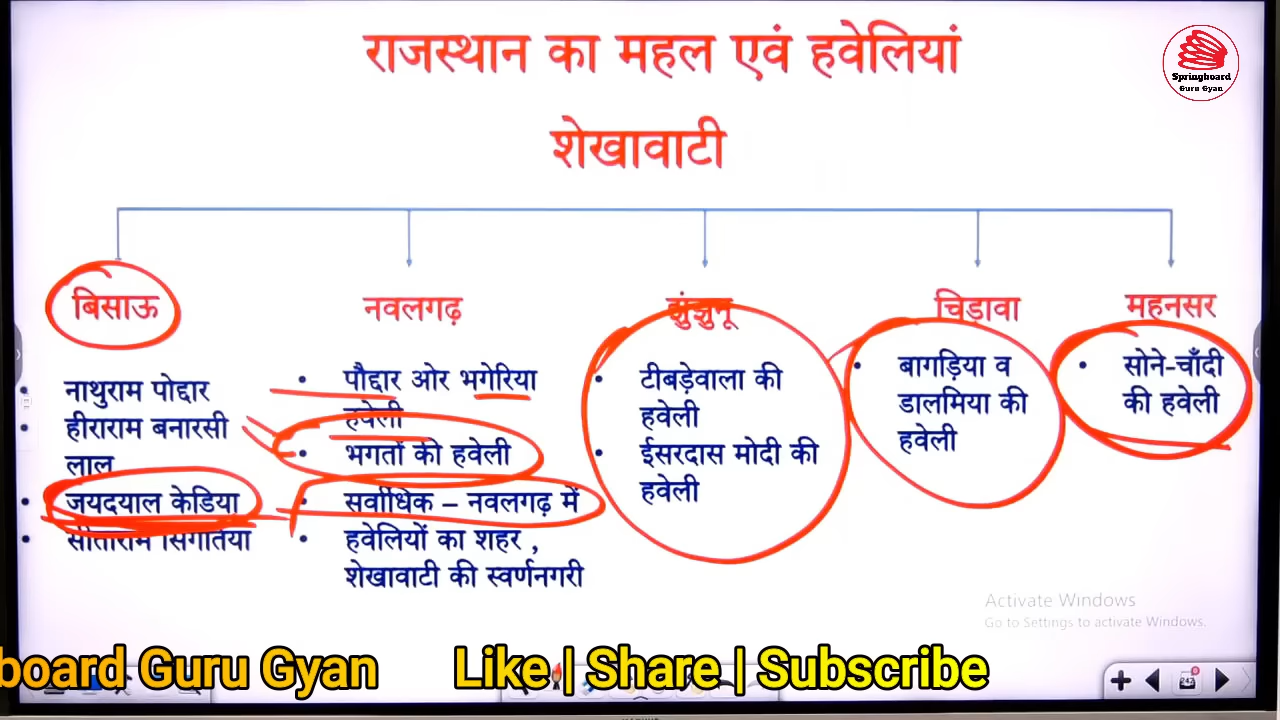 राजस्थान का महल एवं हवेलियां
Springboard
Guru Gyan
शेखावाटी
बिसाऊ
नाथुराम पोद्दार
हीराराम बनारसी
लाल
जयदयाल केडिया
सीताराम सिगतिया
नवलगढ़
पौद्दार ओर भगेरिया
हवेली
भगतों की हवेली
सर्वाधिक – नवलगढ़ में
हवेलियों का शहर ,
शेखावाटी की स्वर्णनगरी
झुंझुनू
टीबड़ेवाला की
हवेली
ईसरदास मोदी की
हवेली
चिड़ावा
बागड़िया व
डालमिया की
हवेली
महनसर
सोने-चाँदी
की हवेली
Activate Windows
Go to Settings to activate Windows.
board Guru Gyan Like | Share | Subscribe